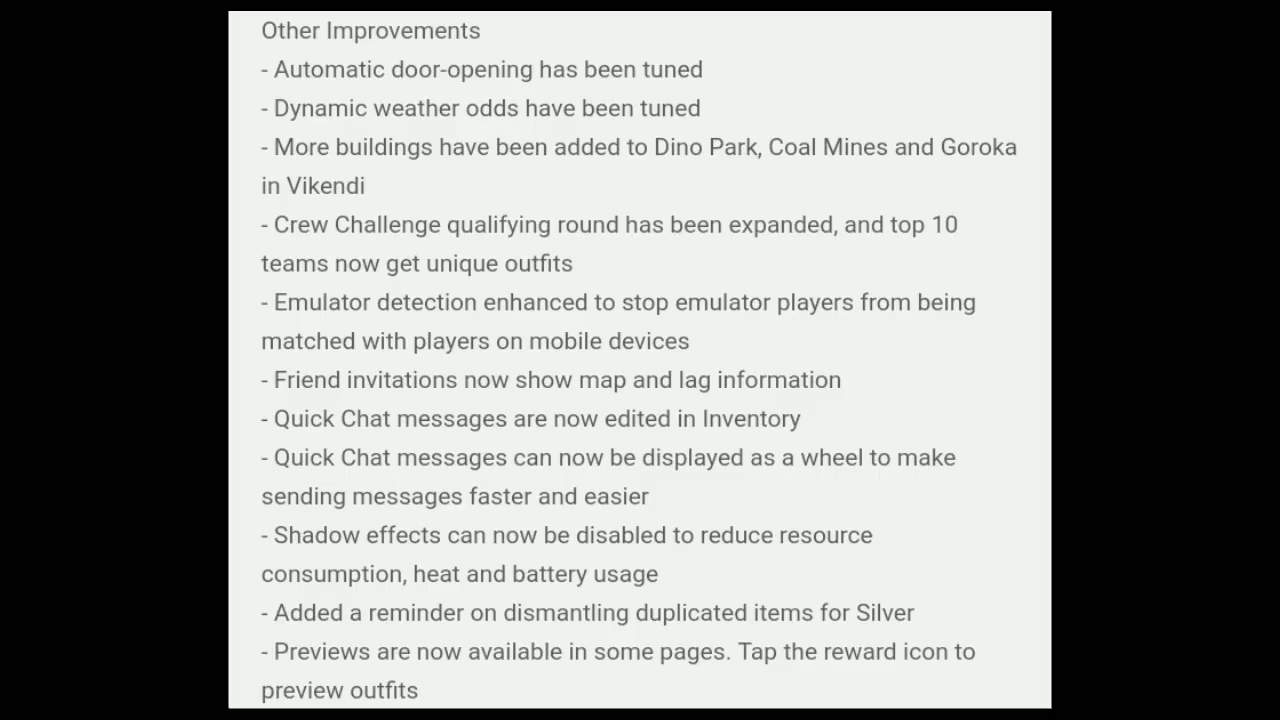 Other Improvements
- Automatic door-opening has been tuned
- Dynamic weather odds have been tuned
- More buildings have been added to Dino Park, Coal Mines and Goroka
in Vikendi
- Crew Challenge qualifying round has been expanded, and top 10
teams now get unique outfits
- Emulator detection enhanced to stop emulator players from being
matched with players on mobile devices
- Friend invitations now show map and lag information
- Quick Chat messages are now edited in Inventory
- Quick Chat messages can now be displayed as a wheel to make
sending messages faster and easier
- Shadow effects can now be disabled to reduce resource
consumption, heat and battery usage
- Added a reminder on dismantling duplicated items for Silver
- Previews are now available in some pages. Tap the reward icon to
preview outfits